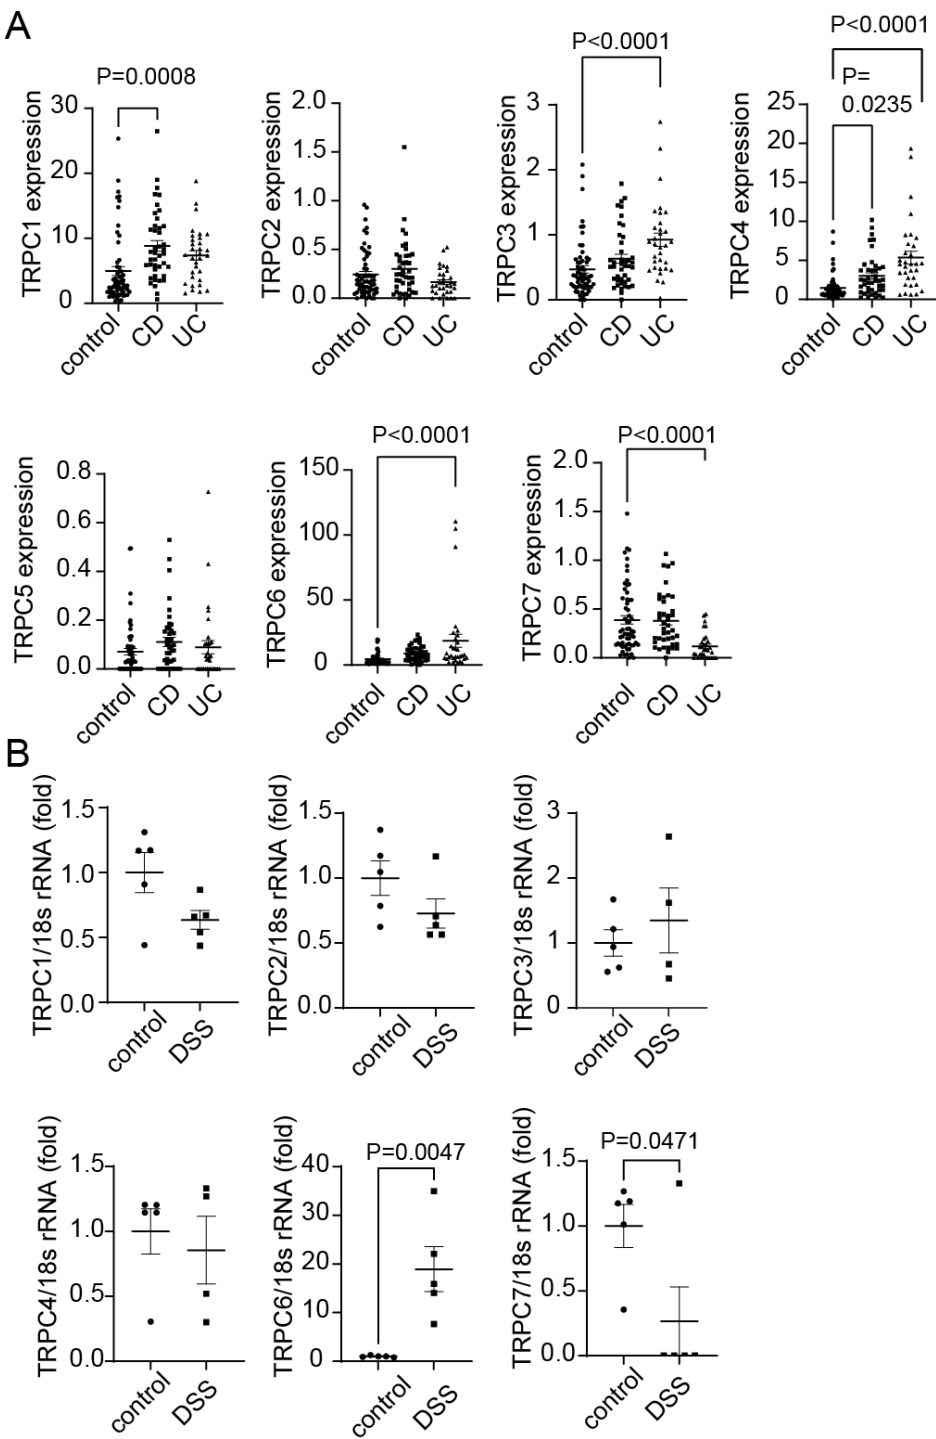 A
P=0.0008
TRPC1 expression
30
20
10
0
control
CD
UC
TRPC2 expression
2.0
1.5
1.0
0.5
0.0
control
CD
UC
P<0.0001
TRPC3 expression
3
2
1
0
control
CD
UC
P<0.0001
P=
0.0235
TRPC4 expression
25
20
15
10
5
0
control
CD
UC
TRPC5 expression
0.8
0.6
0.4
0.2
0.0
control
CD
UC
P<0.0001
TRPC6 expression
150
100
50
0
control
CD
UC
P<0.0001
TRPC7 expression
2.0
1.5
1.0
0.5
0.0
control
CD
UC
B
TRPC1/18s rRNA (fold)
1.5
1.0
0.5
0.0
control
DSS
TRPC2/18s rRNA (fold)
1.5
1.0
0.5
0.0
control
DSS
TRPC3/18s rRNA (fold)
3
2
1
0
control
DSS
TRPC4/18s rRNA (fold)
1.5
1.0
0.5
0.0
control
DSS
P=0.0047
TRPC6/18s rRNA (fold)
40
30
20
10
0
control
DSS
P=0.0471
TRPC7/18s rRNA (fold)
1.5
1.0
0.5
0.0
control
DSS